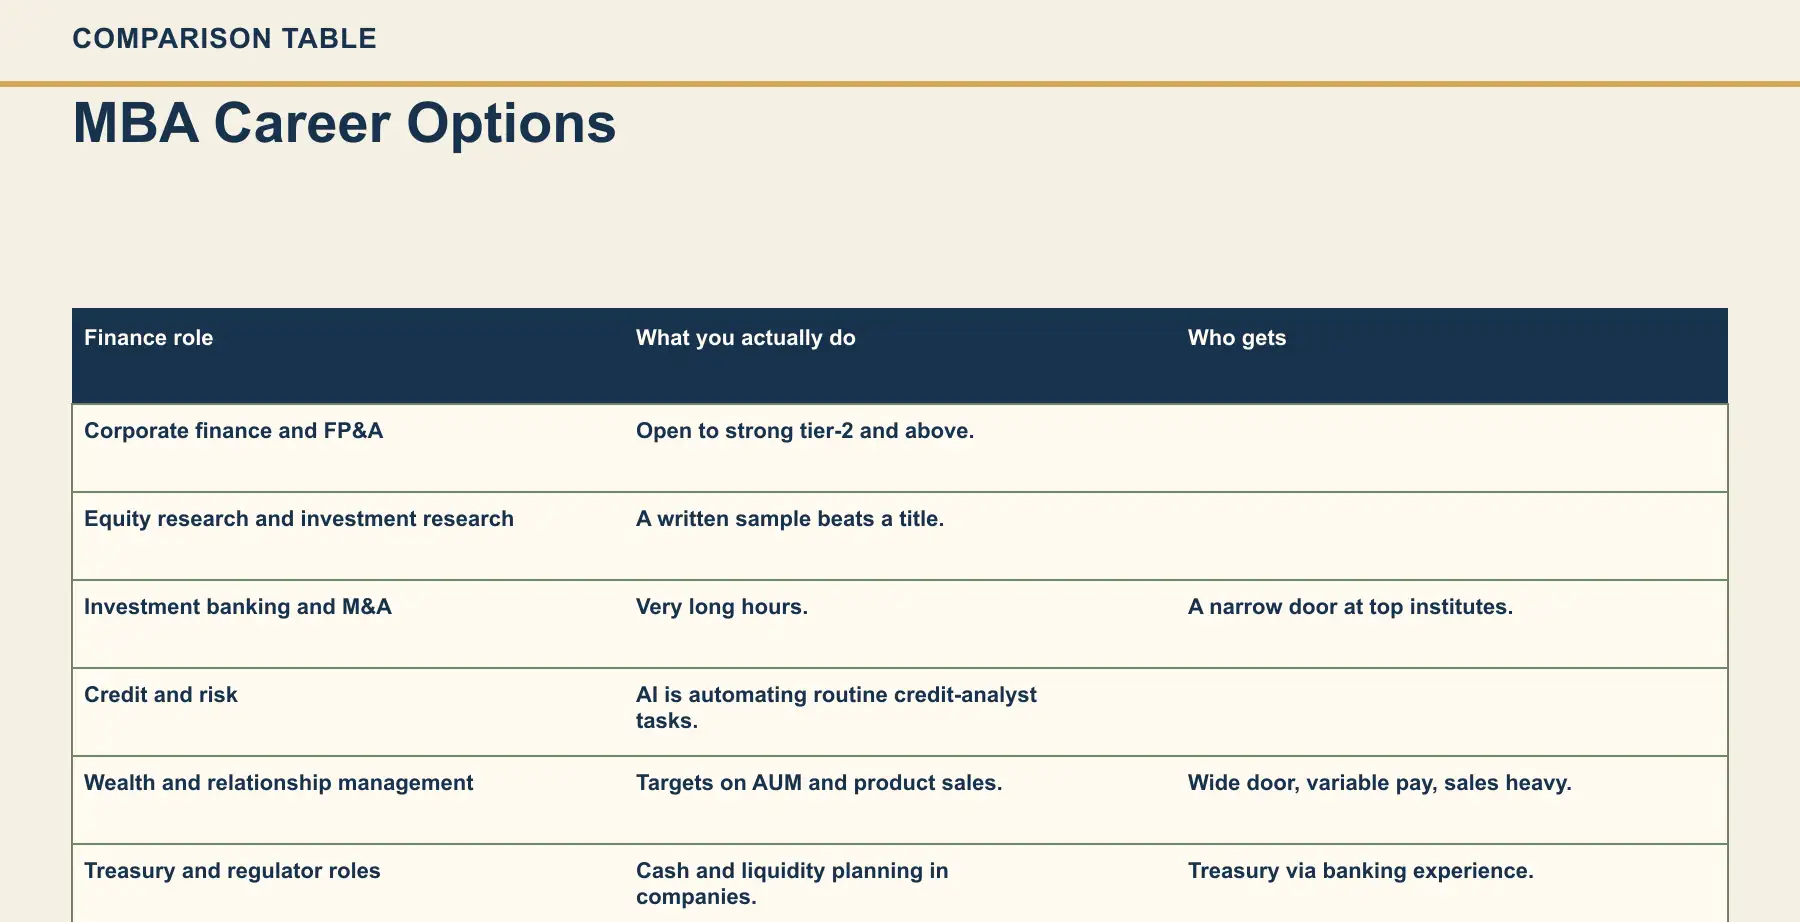 COMPARISON TABLE
MBA Career Options
Finance role What you actually do Who gets
Corporate finance and FP&A Open to strong tier-2 and above.
Equity research and investment research A written sample beats a title.
Investment banking and M&A Very long hours. A narrow door at top institutes.
Credit and risk AI is automating routine credit-analyst
tasks.
Wealth and relationship management Targets on AUM and product sales. Wide door, variable pay, sales heavy.
Treasury and regulator roles Cash and liquidity planning in Treasury via banking experience.
companies.